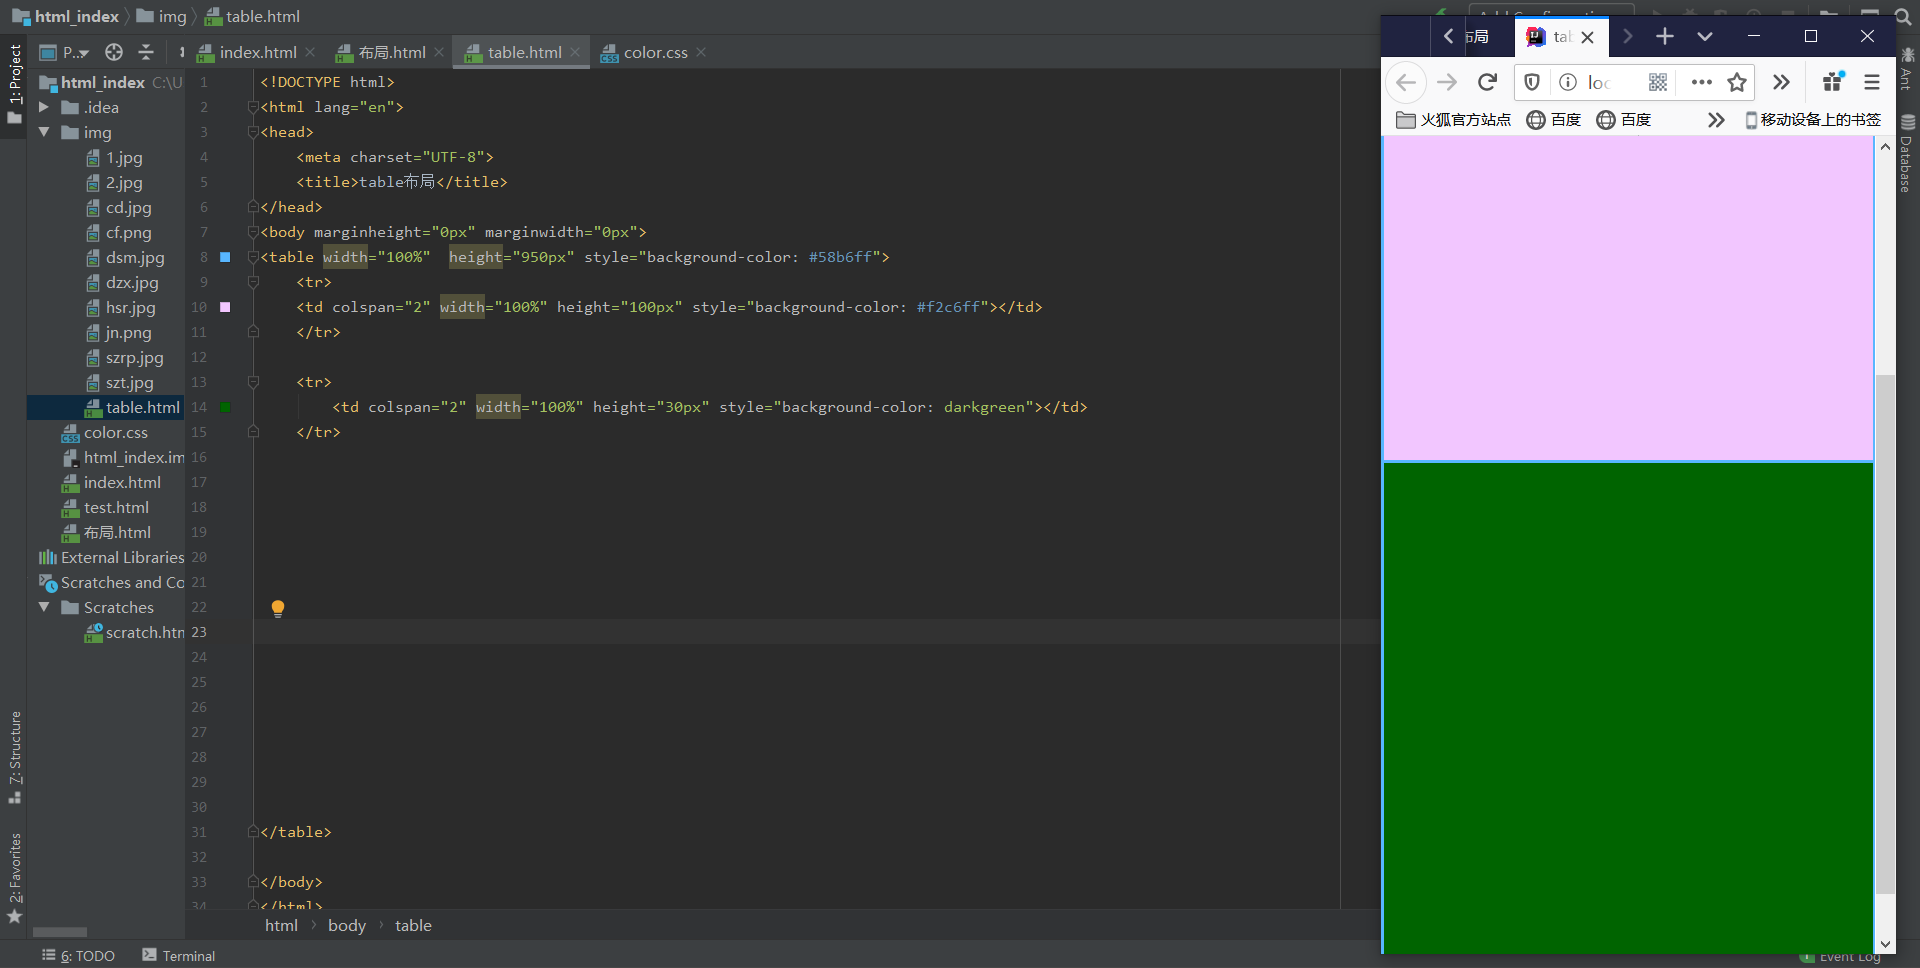 html_index
img
table.html
P...
index.html
布局.html
table.html
color.css
1: Project
html_index C:\U
.idea
img
1.jpg
2.jpg
cd.jpg
cf.png
dsm.jpg
dzx.jpg
hsr.jpg
jn.png
szrp.jpg
szt.jpg
table.html
color.css
html_index.im
index.html
test.html
布局.html
External Libraries
Scratches and Co
Scratches
scratch.htm
7: Structure
2: Favorites
1 <!DOCTYPE html>
2 <html lang="en">
3 <head>
4 <meta charset="UTF-8">
5 <title>table布局</title>
6 </head>
7 <body marginheight="0px" marginwidth="0px">
8 <table width="100%"  height="950px" style="background-color: #58b6ff">
9 <tr>
10 <td colspan="2" width="100%" height="100px" style="background-color: #f2c6ff"></td>
11 </tr>
12
13 <tr>
14 <td colspan="2" width="100%" height="30px" style="background-color: darkgreen"></td>
15 </tr>
16
17
18
19
20
21
22
23
24
25
26
27
28
29
30
31 </table>
32
33 </body>
34 </html>
html
body
table
6: TODO
Terminal
布局
tab
loc
火狐官方站点
百度
百度
移动设备上的书签
Ant
Database
Event Log